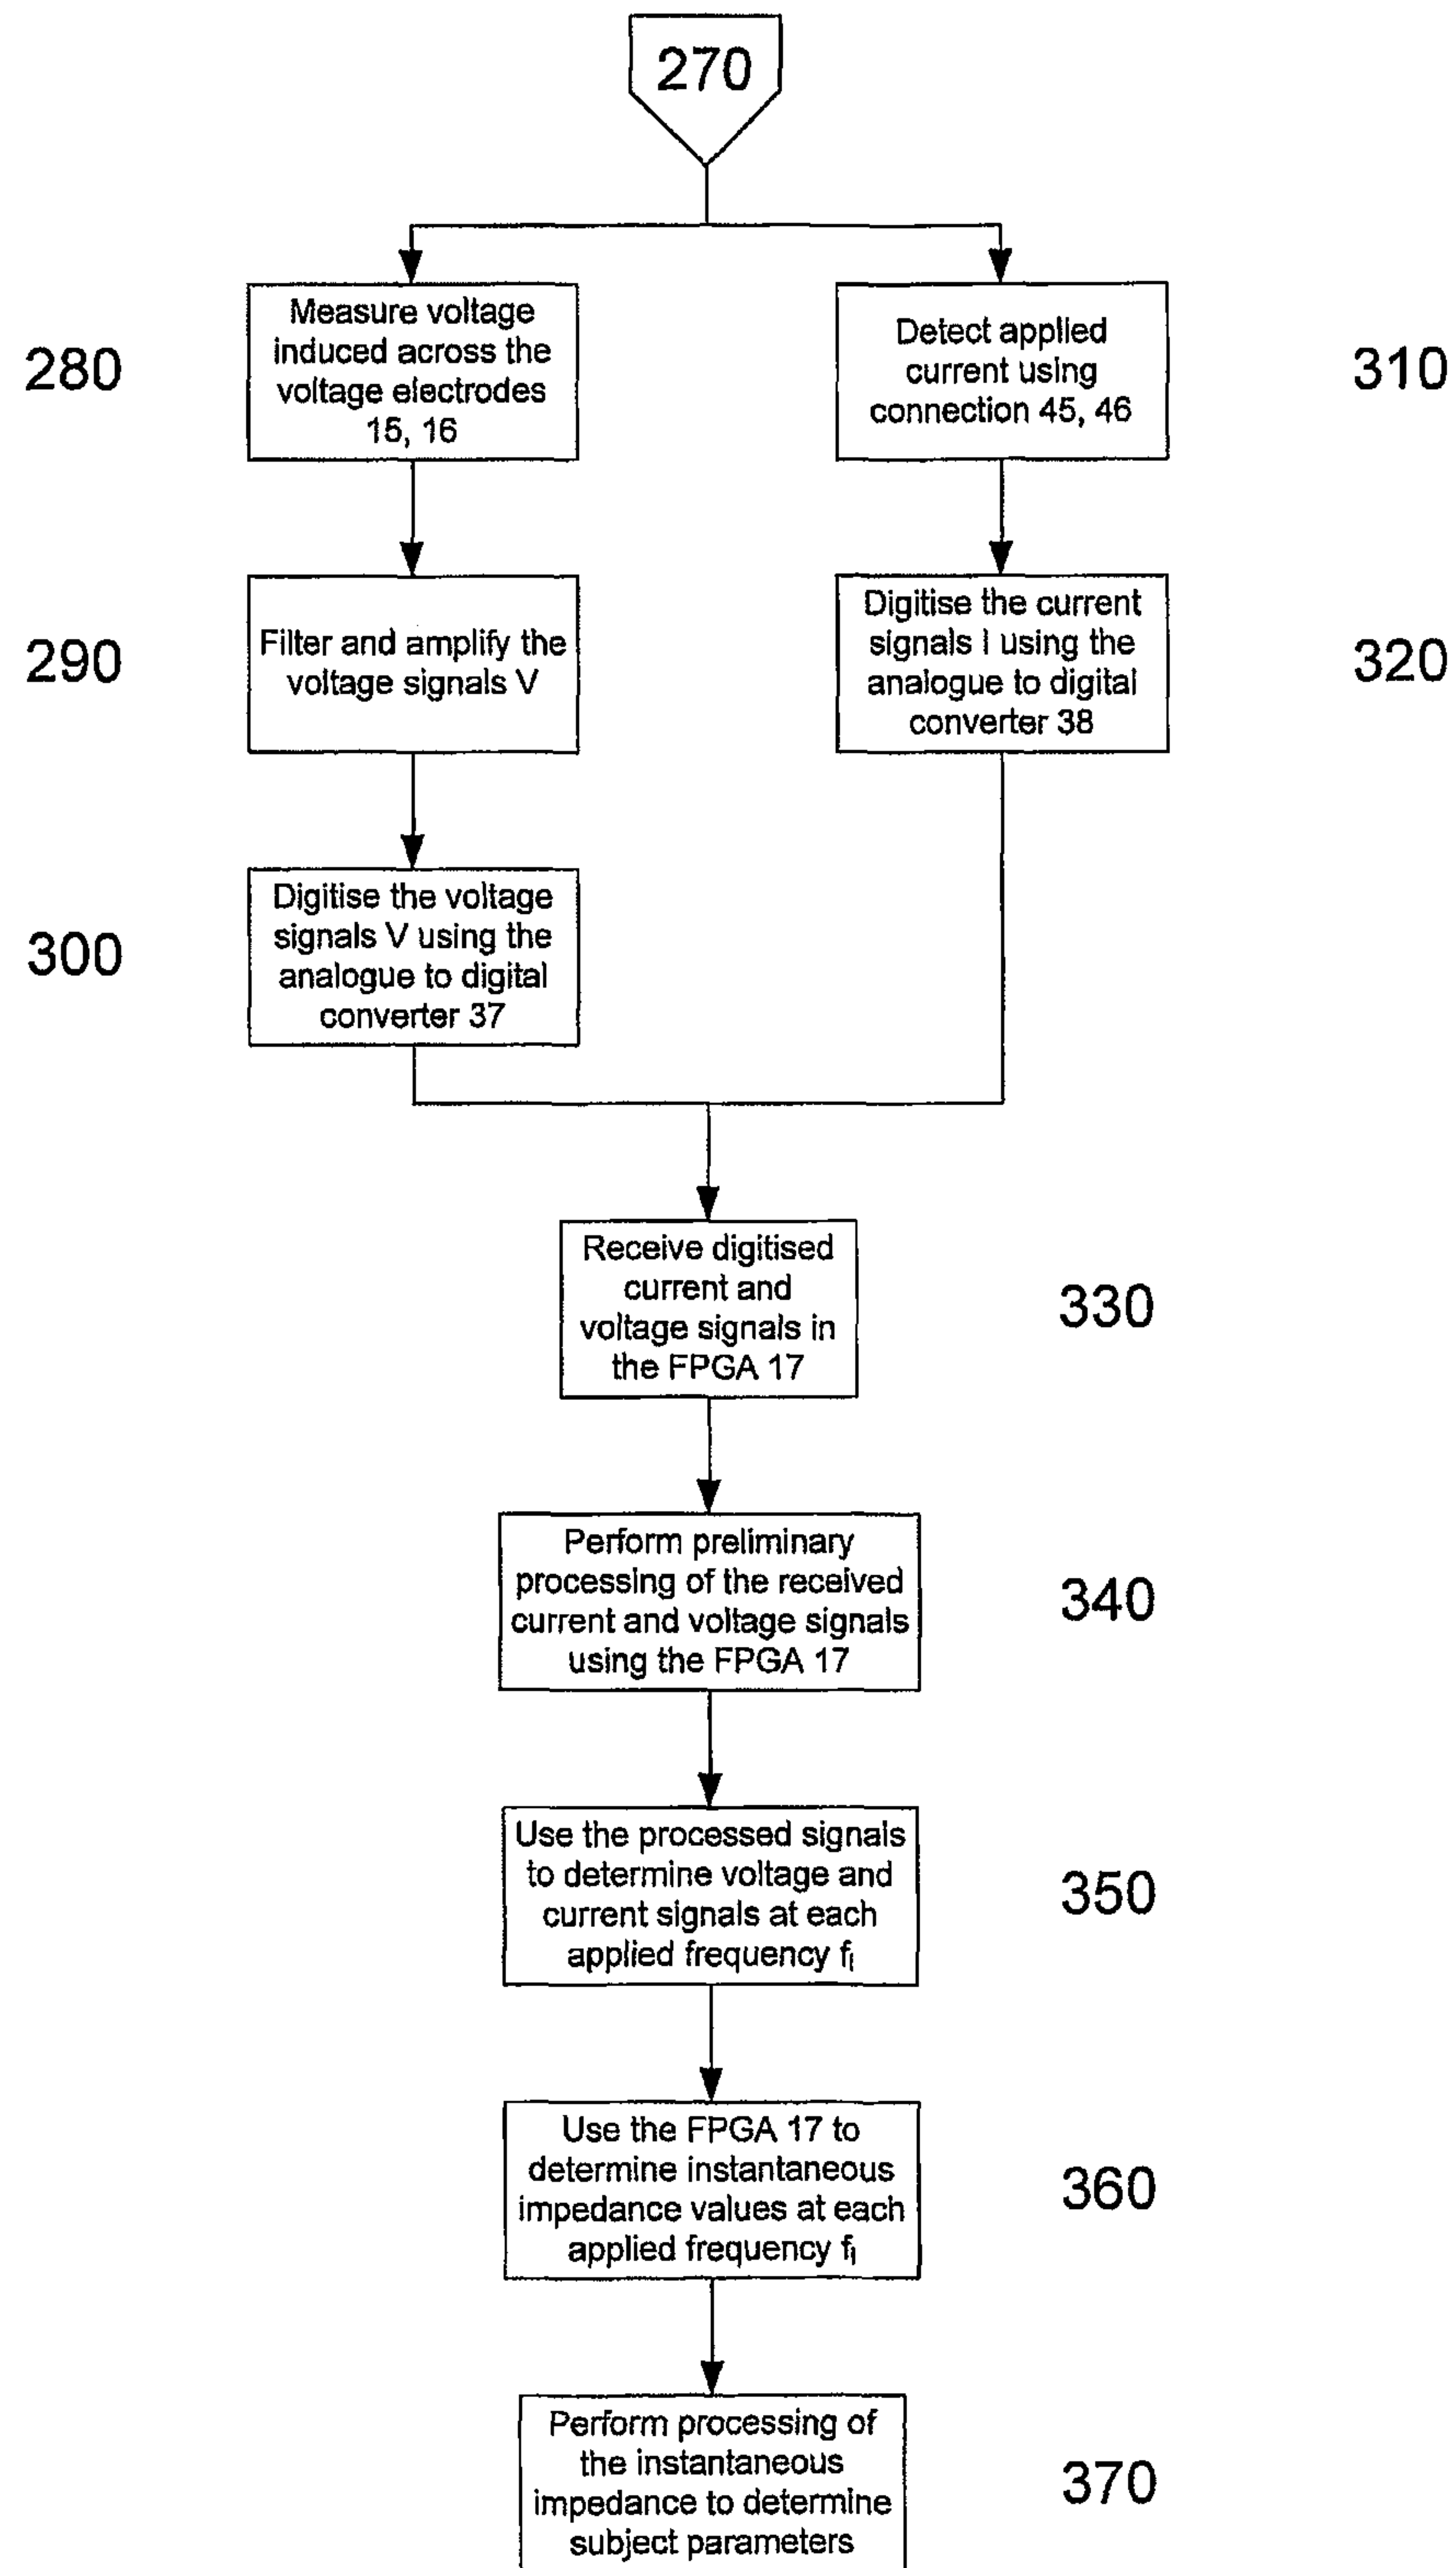 270
280
Measure voltage
induced across the
voltage electrodes
15, 16
Detect applied
current using
connection 45, 46
310
290
Filter and amplify the
voltage signals V
Digitise the current
signals I using the
analogue to digital
converter 38
320
300
Digitise the voltage
signals V using the
analogue to digital
converter 37
Receive digitised
current and
voltage signals in
the FPGA 17
330
Perform preliminary
processing of the received
current and voltage signals
using the FPGA 17
340
Use the processed signals
to determine voltage and
current signals at each
applied frequency fi
350
Use the FPGA 17 to
determine instantaneous
impedance values at each
applied frequency fi
360
Perform processing of
the instantaneous
impedance to determine
subject parameters
370